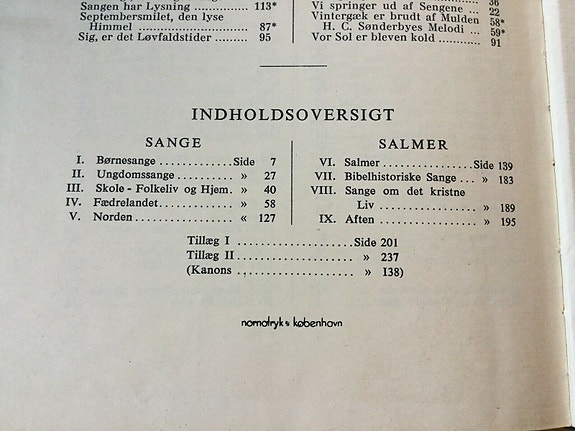 Sangen har Lysning ............ 113*
Septembersmilet, den lyse
Himmel ........................ 87*
Sig, er det Løvfaldstider ........ 95
36
Vi springer ud af Sengene ... 22
Vintergæk er brudt af Mulden 58*
H. C. Sønderbyes Melodi ... 59*
Vor Sol er bleven kold ............ 91
INDHOLDSOVERSIGT
SANGE
I. Børnesange ............. Side 7
II. Ungdomssange ........... » 27
III. Skole - Folkeliv og Hjem. » 40
IV. Fædrelandet............. » 58
V. Norden ................. « 127
SALMER
VI. Salmer ................. Side 139
VII. Bibelhistoriske Sange ... » 183
VIII. Sange om det kristne
Liv .................. » 189
IX. Aften .................. » 195
Tillæg I ..................... Side 201
Tillæg II ..................... » 237
(Kanons ..................... » 138)
nornotryk københavn